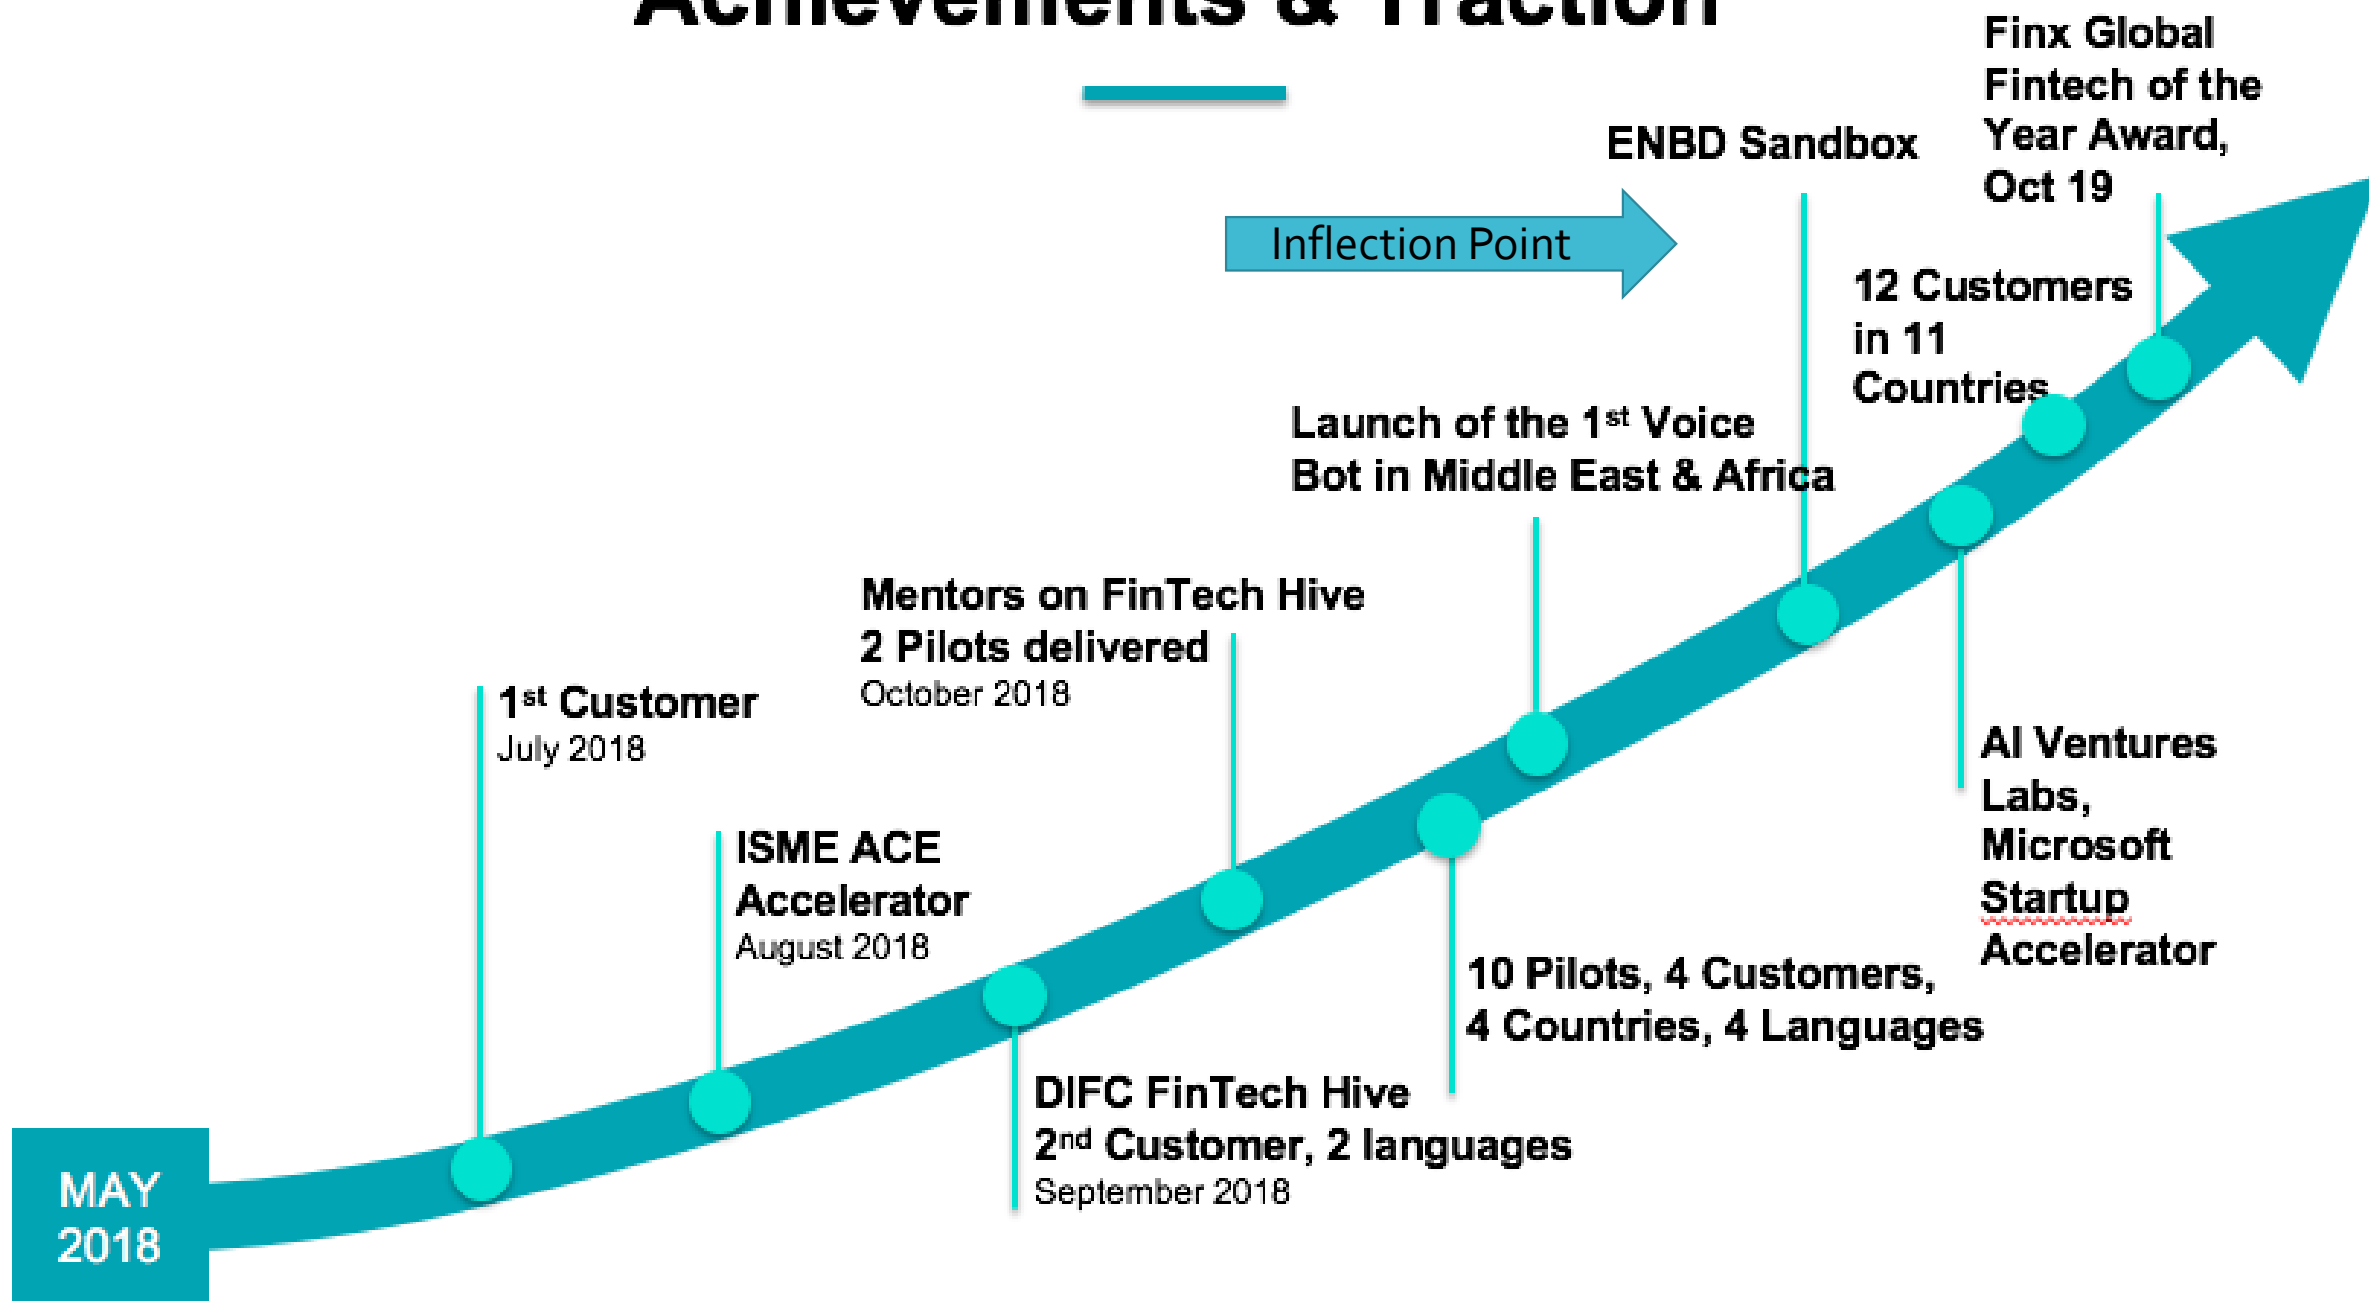 Achievements & Traction
Finx Global
Fintech of the
Year Award,
Oct 19
ENBD Sandbox
Inflection Point
12 Customers
in 11
Countries
Launch of the 1st Voice
Bot in Middle East & Africa
Mentors on FinTech Hive
2 Pilots delivered
October 2018
1st Customer
July 2018
AI Ventures
Labs,
Microsoft
Startup
Accelerator
ISME ACE
Accelerator
August 2018
10 Pilots, 4 Customers,
4 Countries, 4 Languages
DIFC FinTech Hive
2nd Customer, 2 languages
September 2018
MAY
2018